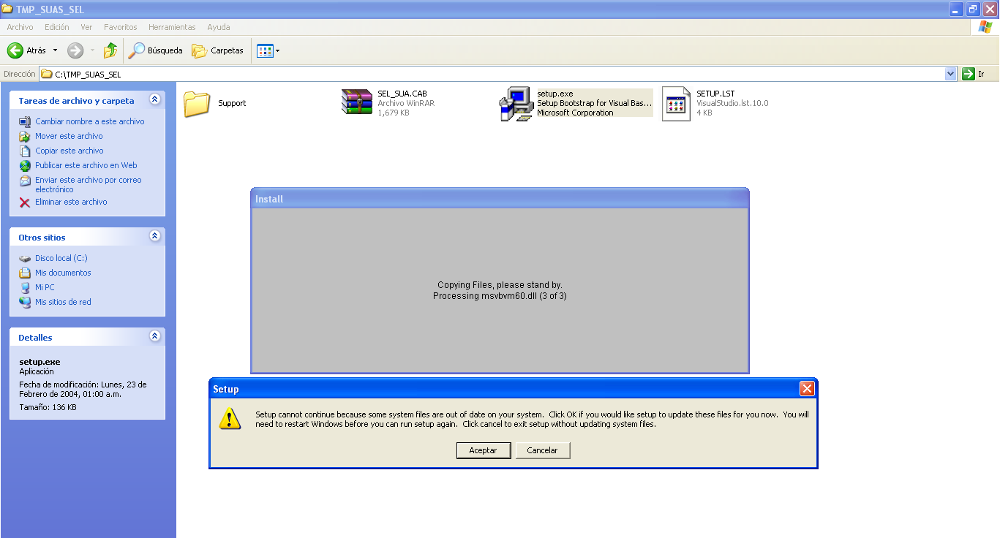 TMP_SUAS_SEL
Archivo Edición Ver Favoritos Herramientas Ayuda
Atrás Búsqueda Carpetas
Dirección C:\TMP_SUAS_SEL Ir
Tareas de archivo y carpeta
Cambiar nombre a este archivo
Mover este archivo
Copiar este archivo
Publicar este archivo en Web
Enviar este archivo por correo
electrónico
Eliminar este archivo
Otros sitios
Disco local (C:)
Mis documentos
Mi PC
Mis sitios de red
Detalles
setup.exe
Aplicación
Fecha de modificación: Lunes, 23 de
Febrero de 2004, 01:00 a.m.
Tamaño: 136 KB
Support
SEL_SUA.CAB
Archivo WinRAR
1,679 KB
setup.exe
Setup Bootstrap for Visual Bas...
Microsoft Corporation
SETUP.LST
VisualStudio.lst.10.0
4 KB
Install
Copying Files, please stand by.
Processing msvbvm60.dll (3 of 3)
Setup
Setup cannot continue because some system files are out of date on your system.  Click OK if you would like setup to update these files for you now.  You will
need to restart Windows before you can run setup again.  Click cancel to exit setup without updating system files.
Aceptar Cancelar